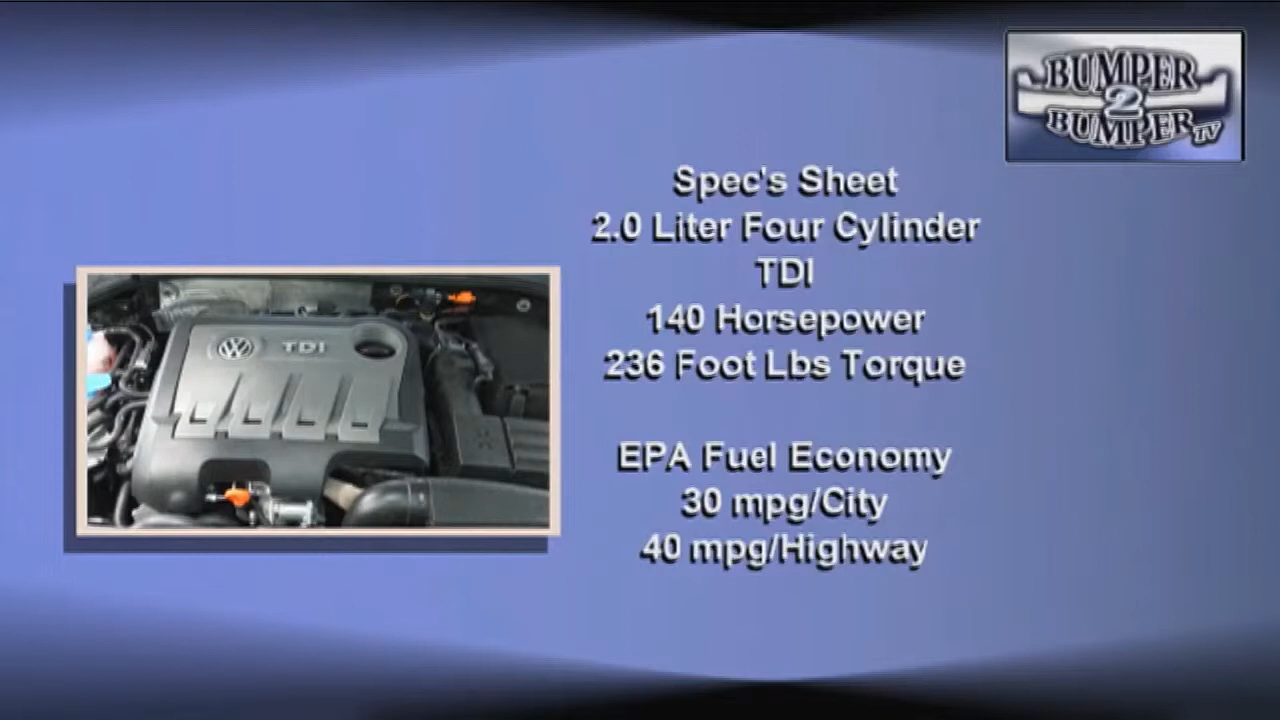 BUMPER
2
BUMPER TV
Spec's Sheet
2.0 Liter Four Cylinder
TDI
140 Horsepower
236 Foot Lbs Torque
EPA Fuel Economy
30 mpg/City
40 mpg/Highway
TDI